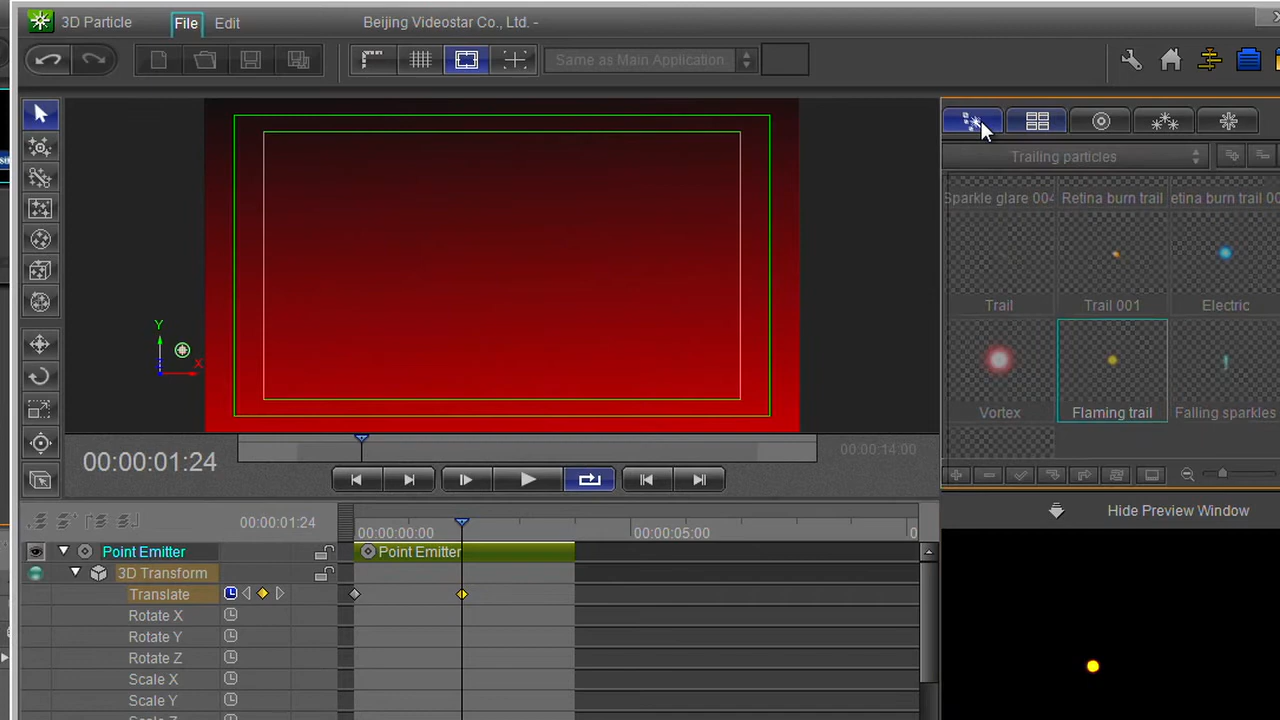 3D Particle File Edit Beijing Videostar Co., Ltd. -
Same as Main Application
Trailing particles
Sparkle glare 004 Retina burn trail etina burn trail 00
Trail Trail 001 Electric
Vortex Flaming trail Falling sparkles
Y
X
00:00:01:24 00:00:14:00
Hide Preview Window
00:00:01:24 00:00:00:00 00:00:05:00 0
Point Emitter Point Emitter
3D Transform
Translate
Rotate X
Rotate Y
Rotate Z
Scale X
Scale Y